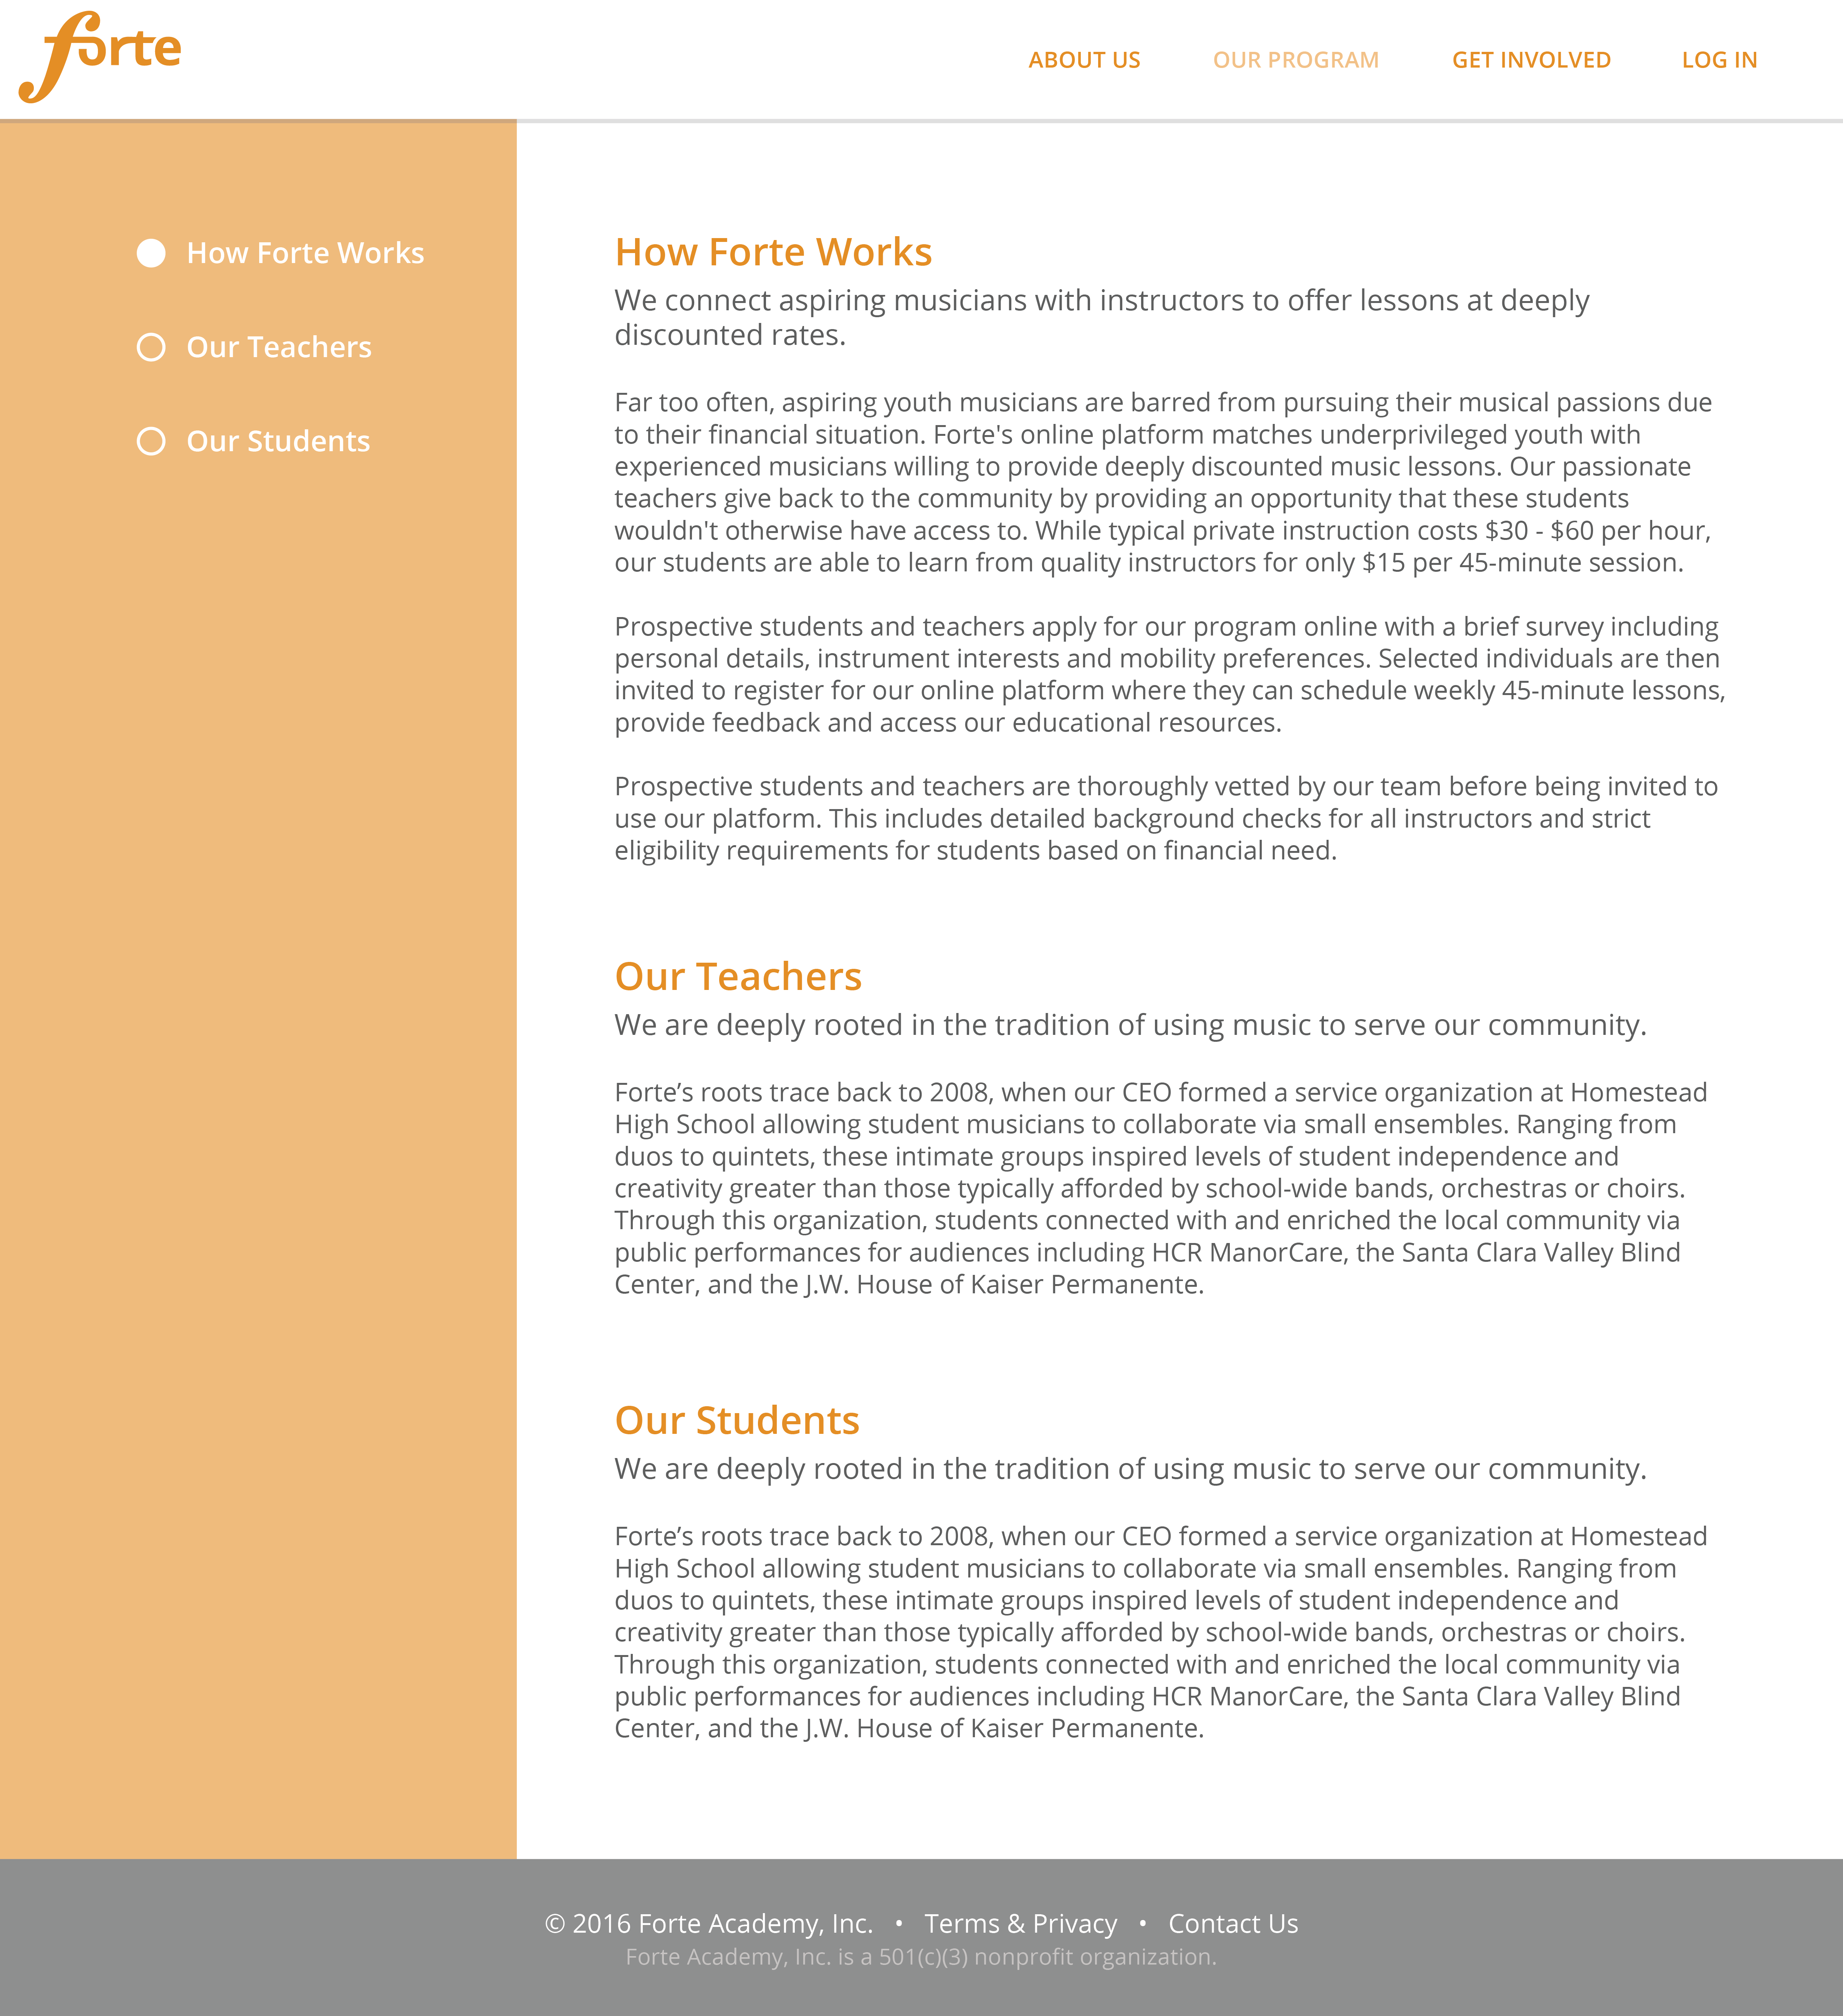 forte
ABOUT US
OUR PROGRAM
GET INVOLVED
LOG IN
How Forte Works
Our Teachers
Our Students
How Forte Works
We connect aspiring musicians with instructors to offer lessons at deeply
discounted rates.
Far too often, aspiring youth musicians are barred from pursuing their musical passions due
to their financial situation. Forte's online platform matches underprivileged youth with
experienced musicians willing to provide deeply discounted music lessons. Our passionate
teachers give back to the community by providing an opportunity that these students
wouldn't otherwise have access to. While typical private instruction costs $30 - $60 per hour,
our students are able to learn from quality instructors for only $15 per 45-minute session.
Prospective students and teachers apply for our program online with a brief survey including
personal details, instrument interests and mobility preferences. Selected individuals are then
invited to register for our online platform where they can schedule weekly 45-minute lessons,
provide feedback and access our educational resources.
Prospective students and teachers are thoroughly vetted by our team before being invited to
use our platform. This includes detailed background checks for all instructors and strict
eligibility requirements for students based on financial need.
Our Teachers
We are deeply rooted in the tradition of using music to serve our community.
Forte’s roots trace back to 2008, when our CEO formed a service organization at Homestead
High School allowing student musicians to collaborate via small ensembles. Ranging from
duos to quintets, these intimate groups inspired levels of student independence and
creativity greater than those typically afforded by school-wide bands, orchestras or choirs.
Through this organization, students connected with and enriched the local community via
public performances for audiences including HCR ManorCare, the Santa Clara Valley Blind
Center, and the J.W. House of Kaiser Permanente.
Our Students
We are deeply rooted in the tradition of using music to serve our community.
Forte’s roots trace back to 2008, when our CEO formed a service organization at Homestead
High School allowing student musicians to collaborate via small ensembles. Ranging from
duos to quintets, these intimate groups inspired levels of student independence and
creativity greater than those typically afforded by school-wide bands, orchestras or choirs.
Through this organization, students connected with and enriched the local community via
public performances for audiences including HCR ManorCare, the Santa Clara Valley Blind
Center, and the J.W. House of Kaiser Permanente.
© 2016 Forte Academy, Inc. • Terms & Privacy • Contact Us
Forte Academy, Inc. is a 501(c)(3) nonprofit organization.